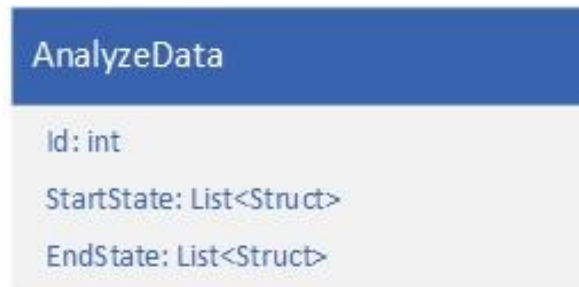 AnalyzeData
Id: int
StartState: List<Struct>
EndState: List<Struct>